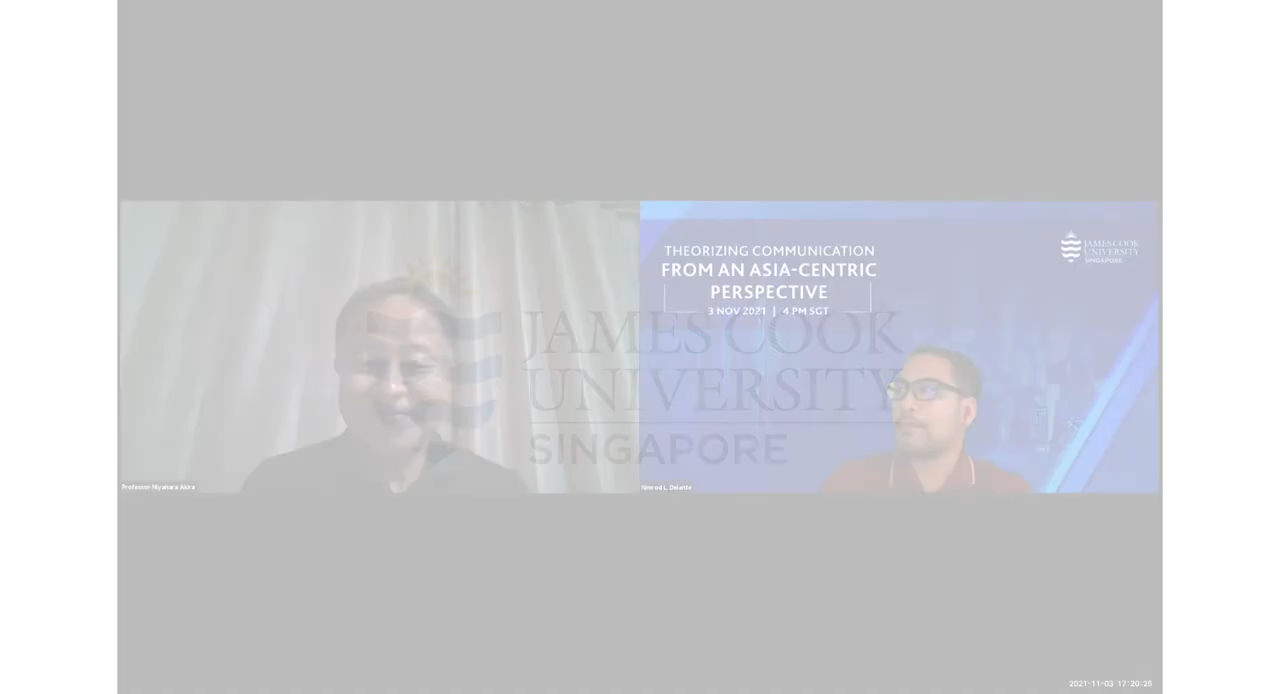 THEORIZING COMMUNICATION
FROM AN ASIA-CENTRIC
PERSPECTIVE
3 NOV 2021 | 4 PM SGT
JAMES COOK
UNIVERSITY
SINGAPORE
JAMES COOK
UNIVERSITY
SINGAPORE
Professor Miyahara Akira
Nimrod L. Delante
2021-11-03 17:20:26